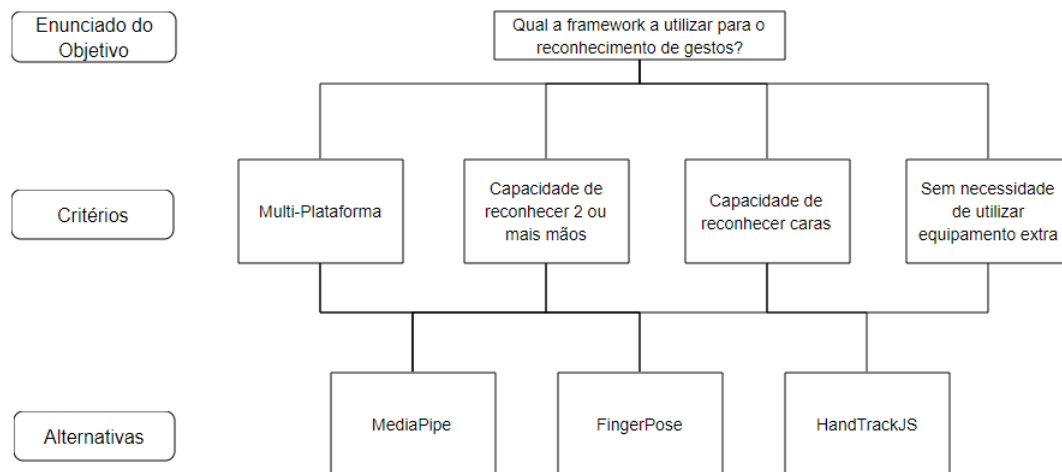 Enunciado do
Objetivo
Qual a framework a utilizar para o
reconhecimento de gestos?
Critérios
Multi-Plataforma
Capacidade de
reconhecer 2 ou
mais mãos
Capacidade de
reconhecer caras
Sem necessidade
de utilizar
equipamento extra
Alternativas
MediaPipe
FingerPose
HandTrackJS